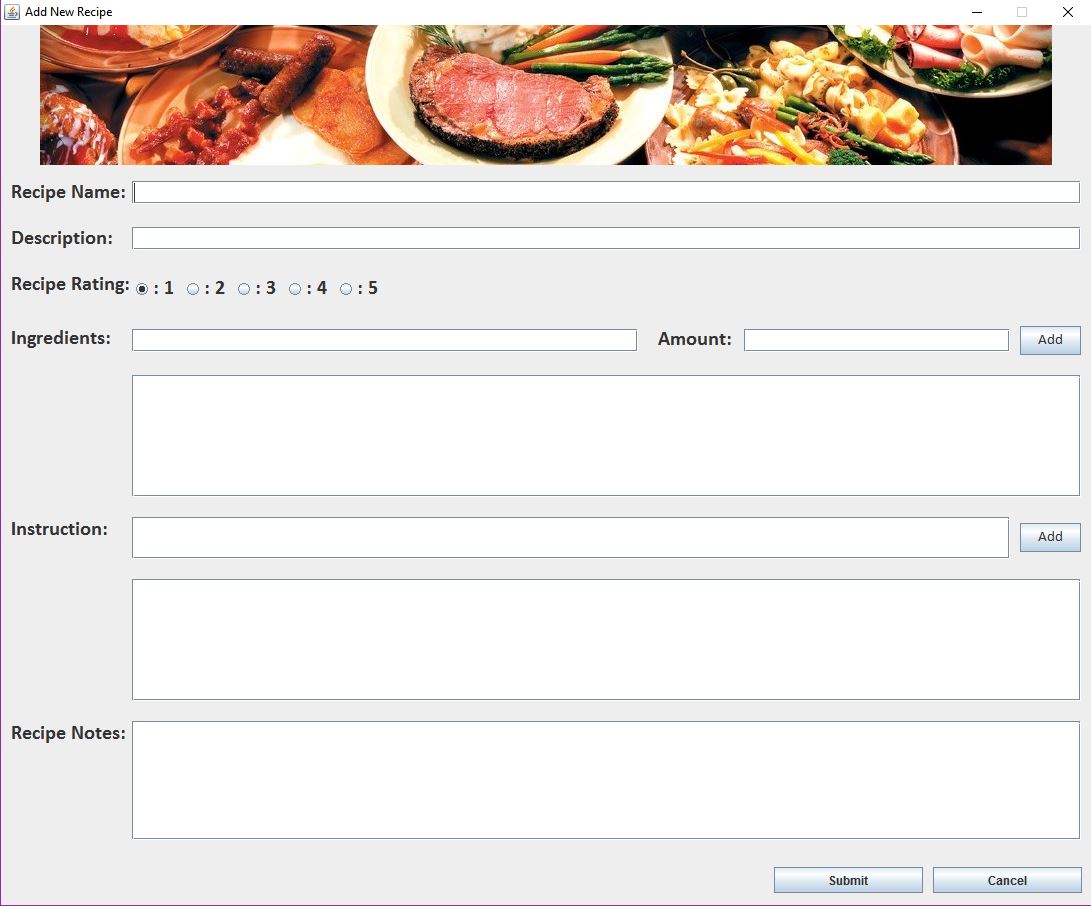 Add New Recipe
Recipe Name:
Description:
Recipe Rating: : 1 : 2 : 3 : 4 : 5
Ingredients: Amount: Add
Instruction: Add
Recipe Notes:
Submit Cancel